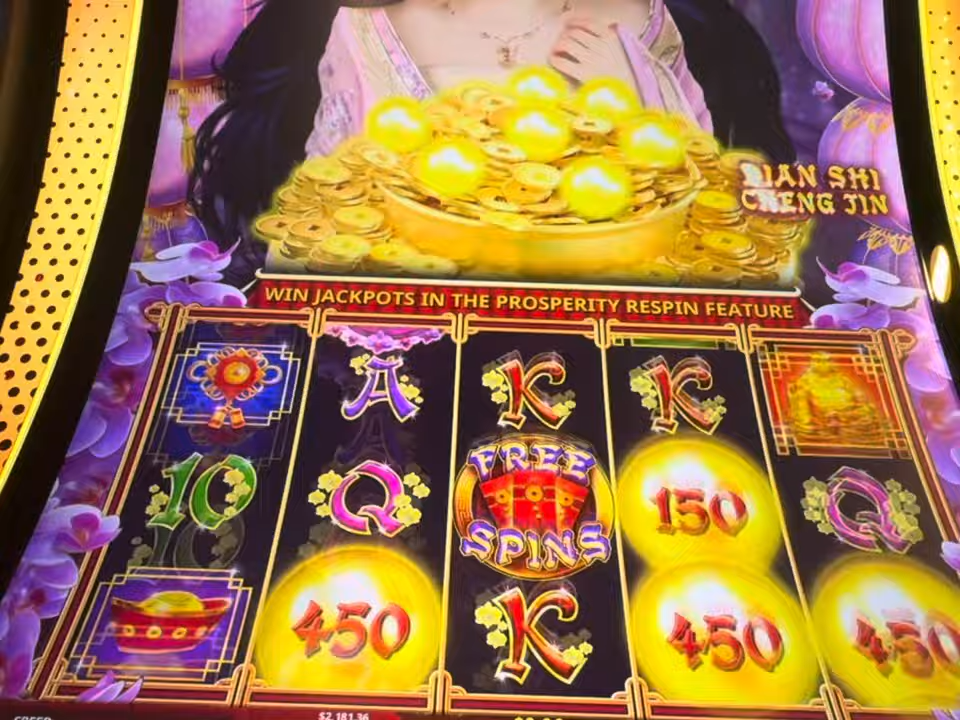 DIAN SHI
CHENG JIN
WIN JACKPOTS IN THE PROSPERITY RESPIN FEATURE
A
K
K
10
Q
FREE
SPINS
150
Q
450
K
450
450
$2,181.36